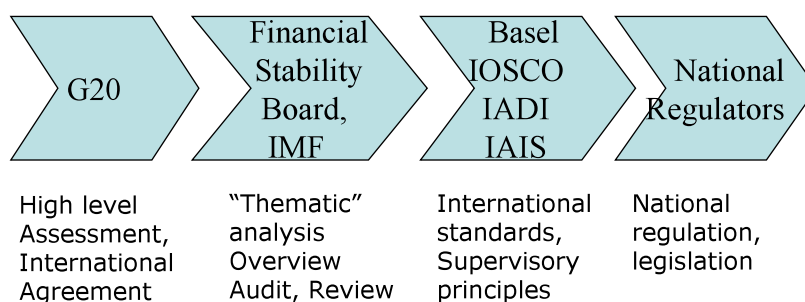 G20
Financial
Stability
Board,
IMF
Basel
IOSCO
IADI
IAIS
National
Regulators
High level
Assessment,
International
Agreement
“Thematic”
analysis
Overview
Audit, Review
International
standards,
Supervisory
principles
National
regulation,
legislation